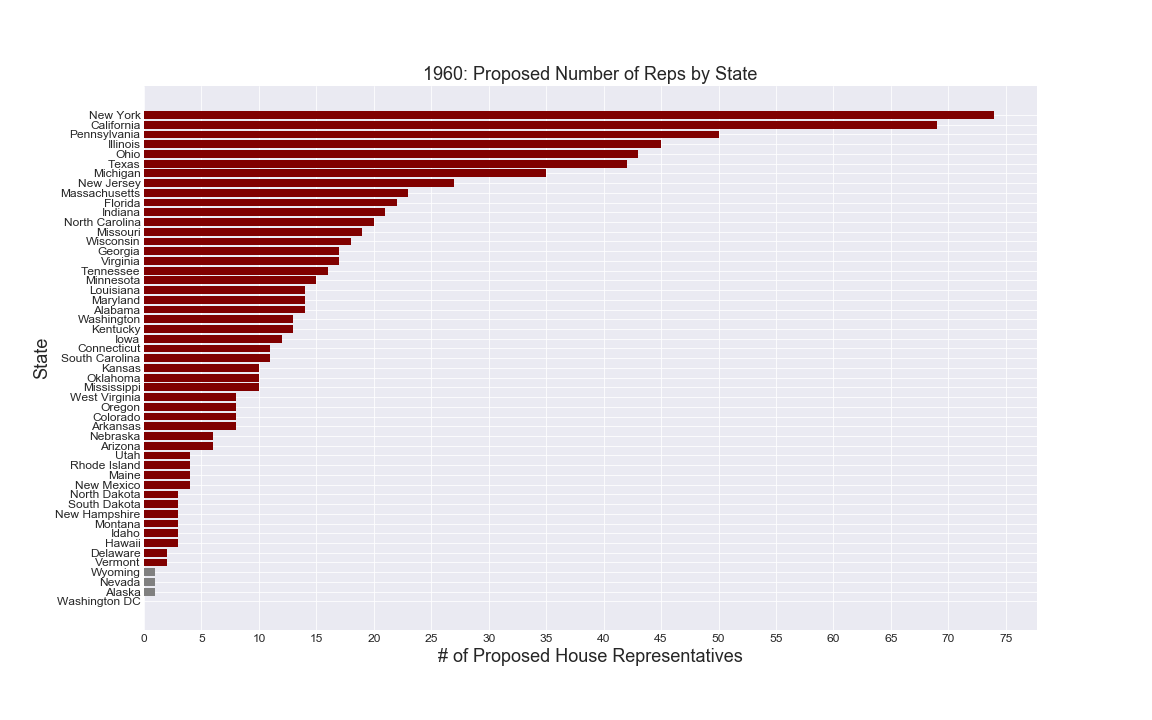 1960: Proposed Number of Reps by State
New York
California
Pennsylvania
Illinois
Ohio
Texas
Michigan
New Jersey
Massachusetts
Florida
Indiana
North Carolina
Missouri
Wisconsin
Georgia
Virginia
Tennessee
Minnesota
Louisiana
Maryland
Alabama
Washington
Kentucky
Iowa
Connecticut
South Carolina
Kansas
Oklahoma
Mississippi
West Virginia
Oregon
Colorado
Arkansas
Nebraska
Arizona
Utah
Rhode Island
Maine
New Mexico
North Dakota
South Dakota
New Hampshire
Montana
Idaho
Hawaii
Delaware
Vermont
Wyoming
Nevada
Alaska
Washington DC
State
0 5 10 15 20 25 30 35 40 45 50 55 60 65 70 75
# of Proposed House Representatives